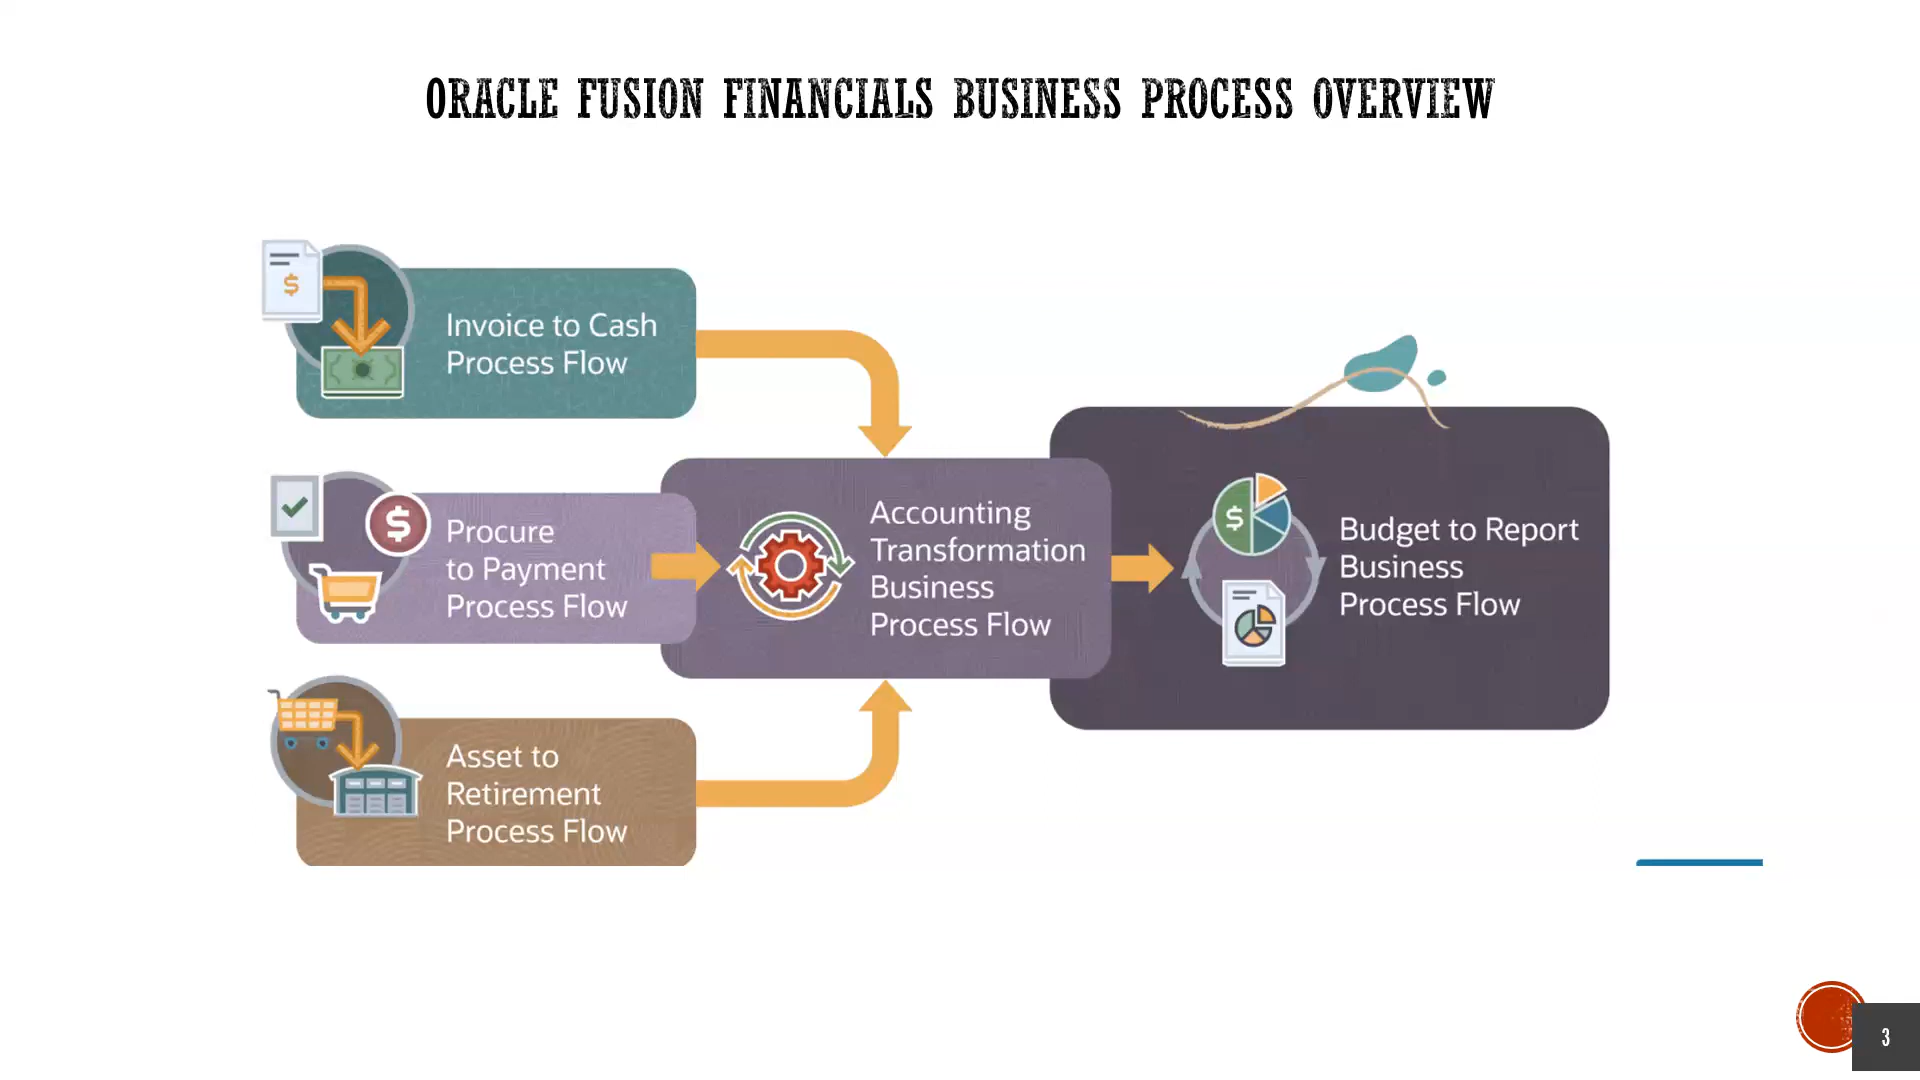 ORACLE FUSION FINANCIALS BUSINESS PROCESS OVERVIEW
$
Invoice to Cash
Process Flow
$
Procure
to Payment
Process Flow
Accounting
Transformation
Business
Process Flow
$
Budget to Report
Business
Process Flow
Asset to
Retirement
Process Flow
3